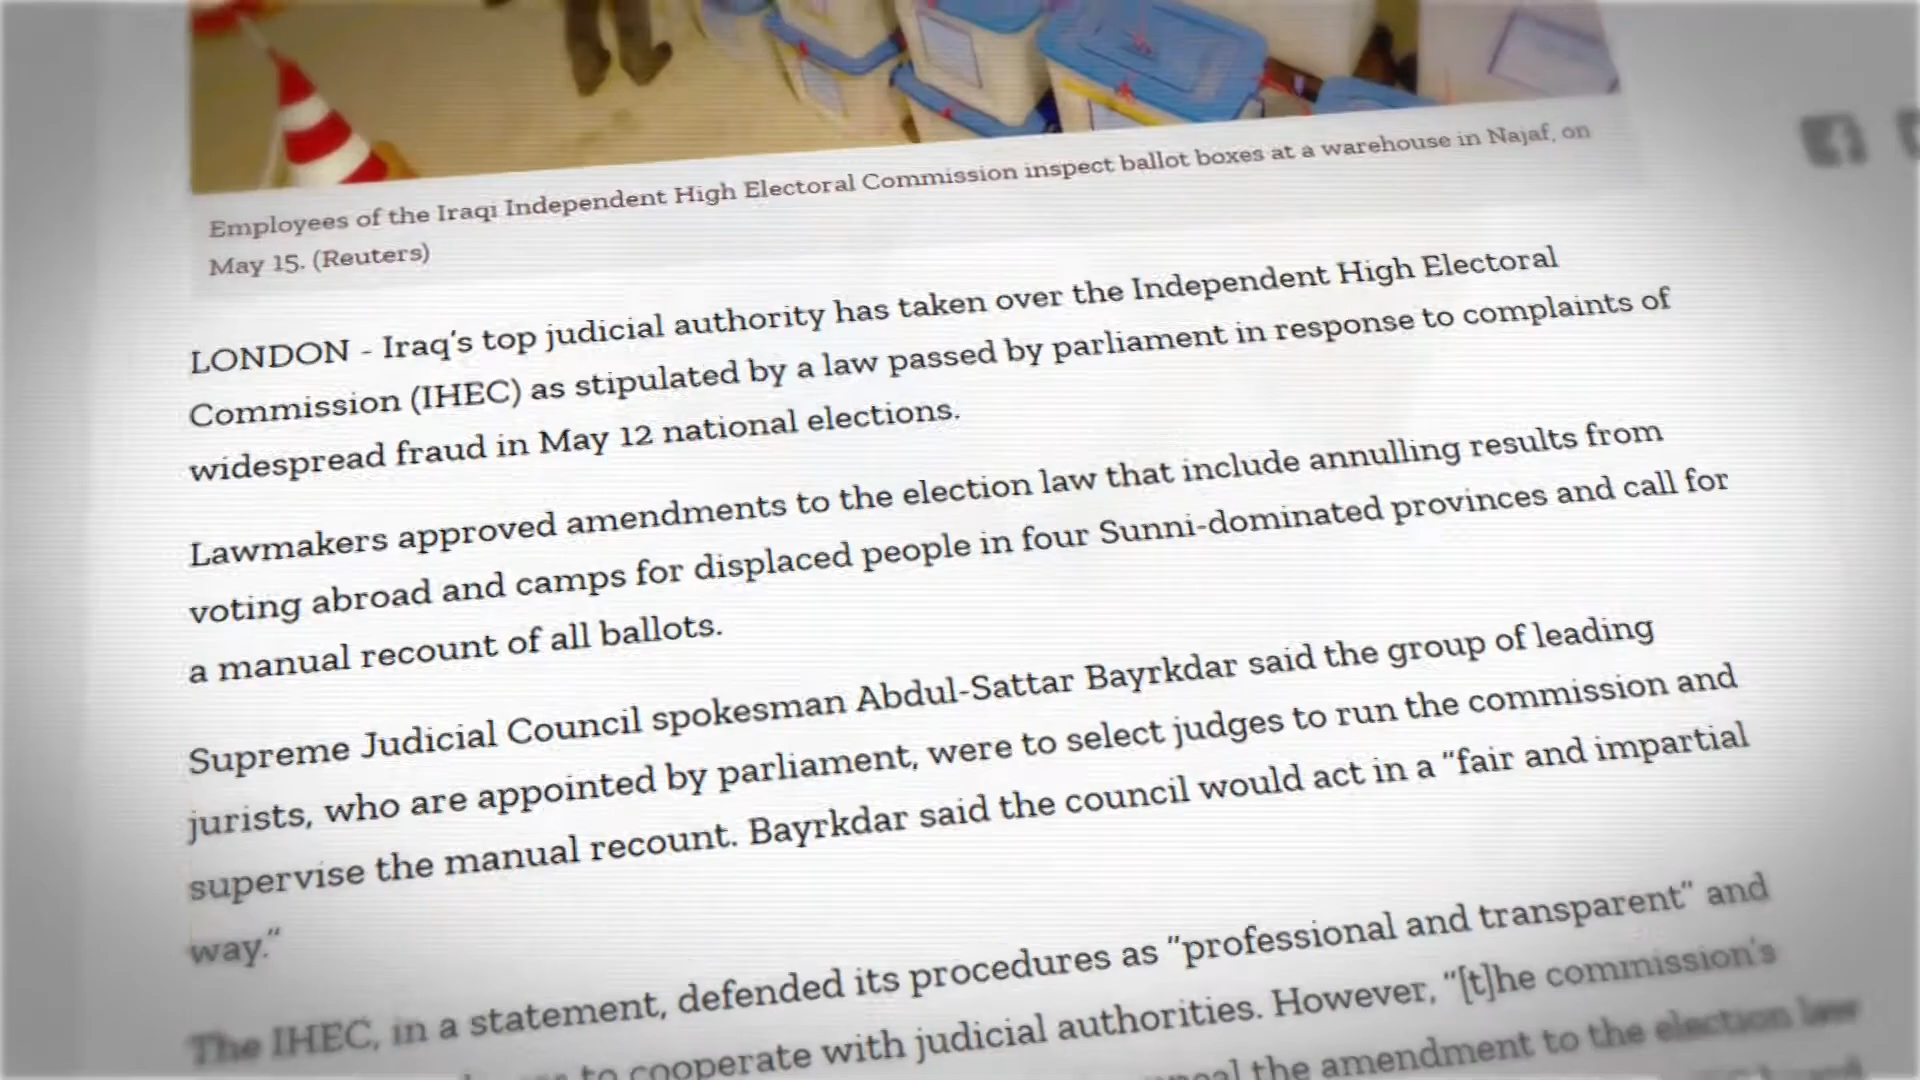 Employees of the Iraqi Independent High Electoral Commission inspect ballot boxes at a warehouse in Najaf, on
May 15. (Reuters)
LONDON - Iraq's top judicial authority has taken over the Independent High Electoral
Commission (IHEC) as stipulated by a law passed by parliament in response to complaints of
widespread fraud in May 12 national elections.
Lawmakers approved amendments to the election law that include annulling results from
voting abroad and camps for displaced people in four Sunni-dominated provinces and call for
a manual recount of all ballots.
Supreme Judicial Council spokesman Abdul-Sattar Bayrkdar said the group of leading
jurists, who are appointed by parliament, were to select judges to run the commission and
supervise the manual recount. Bayrkdar said the council would act in a “fair and impartial
way.”
The IHEC, in a statement, defended its procedures as “professional and transparent” and
to cooperate with judicial authorities. However, “[t]he commission's
the amendment to the election law